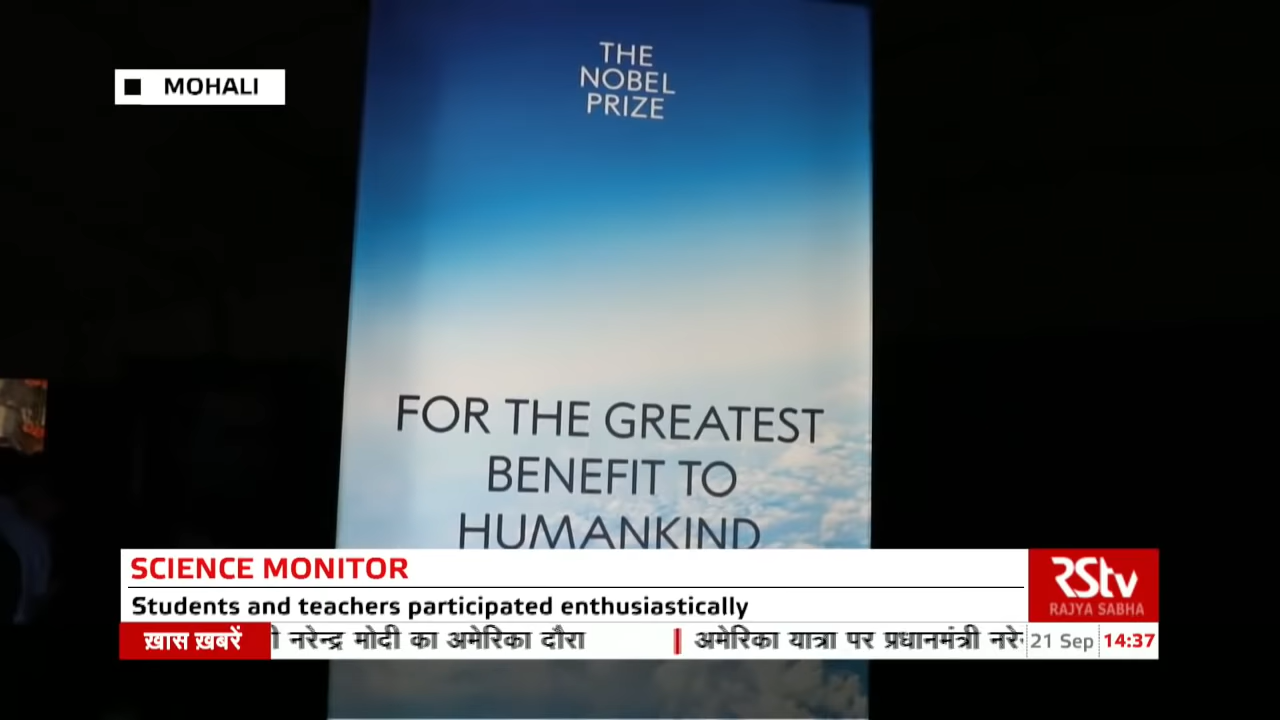 MOHALI
THE
NOBEL
PRIZE
FOR THE GREATEST
BENEFIT TO
HUMANKIND
SCIENCE MONITOR
Students and teachers participated enthusiastically
RStv
RAJYA SABHA
ख़ास ख़बरें
नरेन्द्र मोदी का अमेरिका दौरा | अमेरिका यात्रा पर प्रधानमंत्री
21 Sep 14:37